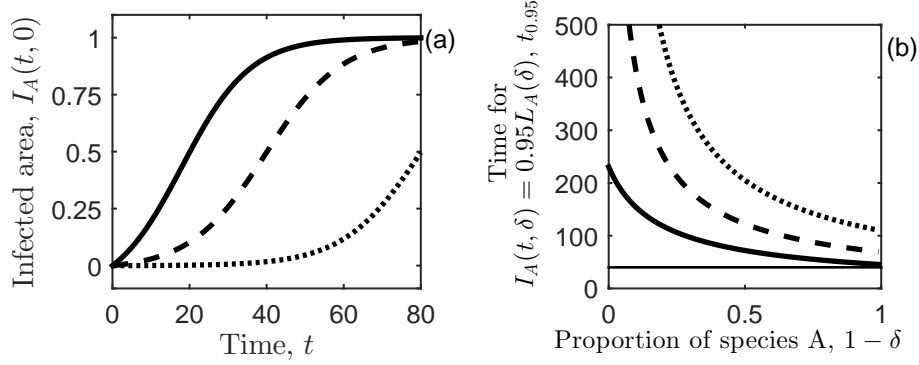 (a)
Infected area, I_A(t, 0)
1
0.75
0.5
0.25
0
0 20 40 60 80
Time, t
(b)
Time for
I_A(t, δ) = 0.95L_A(δ), t_{0.95}
500
400
300
200
100
0
0 0.5 1
Proportion of species A, 1 − δ